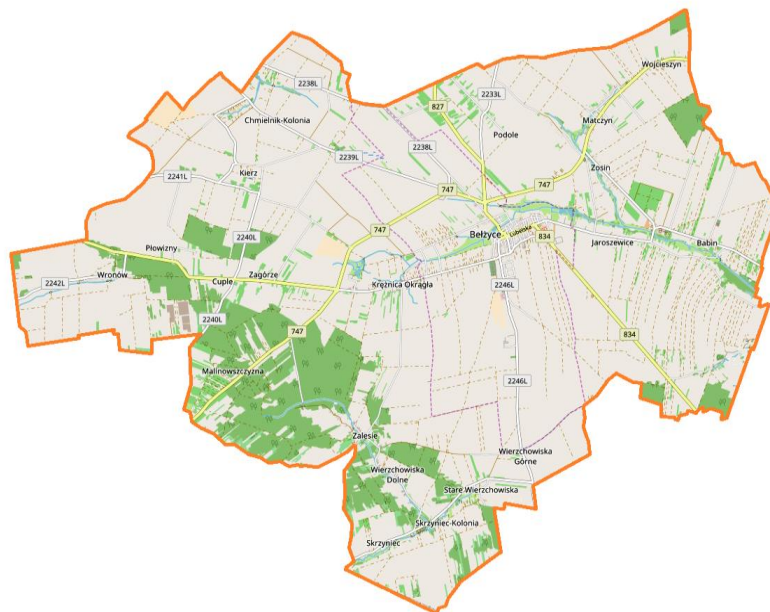 Wojcieszyn
2238L
827
2233L
Chmielnik-Kolonia
Matczyn
Podole
2238L
2239L
Zosin
Kierz
2241L
747
747
747
Bełżyce
Lubelska
834
Jaroszewice
Babin
2240L
Płowizny
Wronów
2242L
Cuple
Zagórze
Krężnica Okrągła
2246L
2240L
747
834
Malinowszczyzna
2246L
Zalesie
Wierzchowiska
Górne
Wierzchowiska
Dolne
Stare Wierzchowiska
Skrzyniec-Kolonia
Skrzyniec